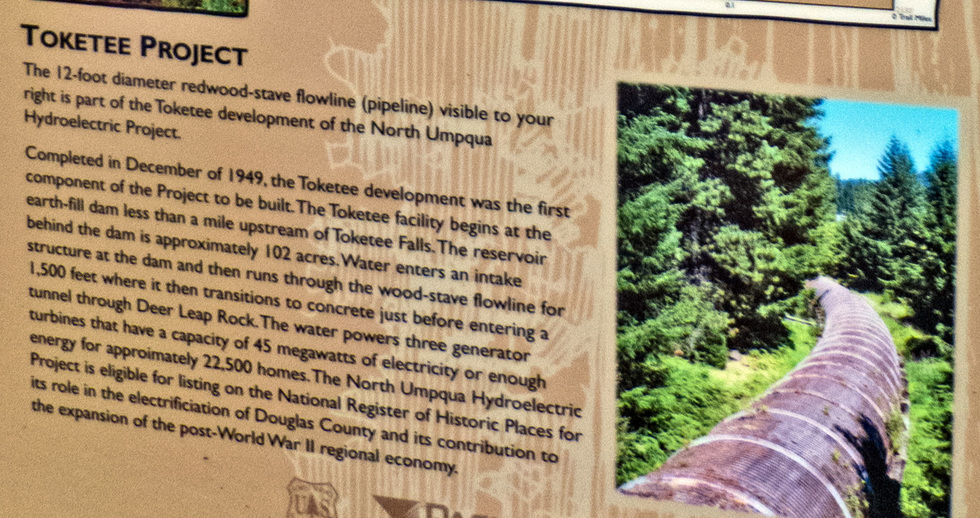 0.1
© Trail Miles
TOKETEE PROJECT
The 12-foot diameter redwood-stave flowline (pipeline) visible to your
right is part of the Toketee development of the North Umpqua
Hydroelectric Project.
Completed in December of 1949, the Toketee development was the first
component of the Project to be built. The Toketee facility begins at the
earth-fill dam less than a mile upstream of Toketee Falls. The reservoir
behind the dam is approximately 102 acres. Water enters an intake
structure at the dam and then runs through the wood-stave flowline for
1,500 feet where it then transitions to concrete just before entering a
tunnel through Deer Leap Rock. The water powers three generator
turbines that have a capacity of 45 megawatts of electricity or enough
energy for approimately 22,500 homes. The North Umpqua Hydroelectric
Project is eligible for listing on the National Register of Historic Places for
its role in the electrificiation of Douglas County and its contribution to
the expansion of the post-World War II regional economy.
UAS